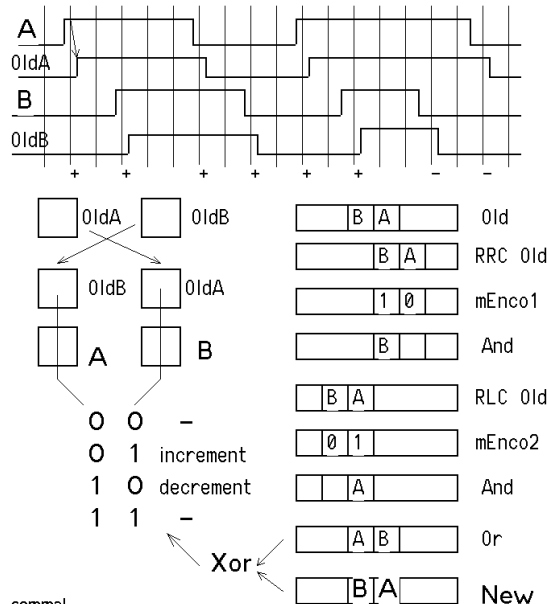 A
OldA
B
OldB
+ + + + + + - -
OldA OldB
OldB OldA
A B
0 0 -
0 1 increment
1 0 decrement
1 1 -
B A Old
B A RRC Old
1 0 mEnco1
B And
B A RLC Old
0 1 mEnco2
A And
A B Or
Xor
B A New